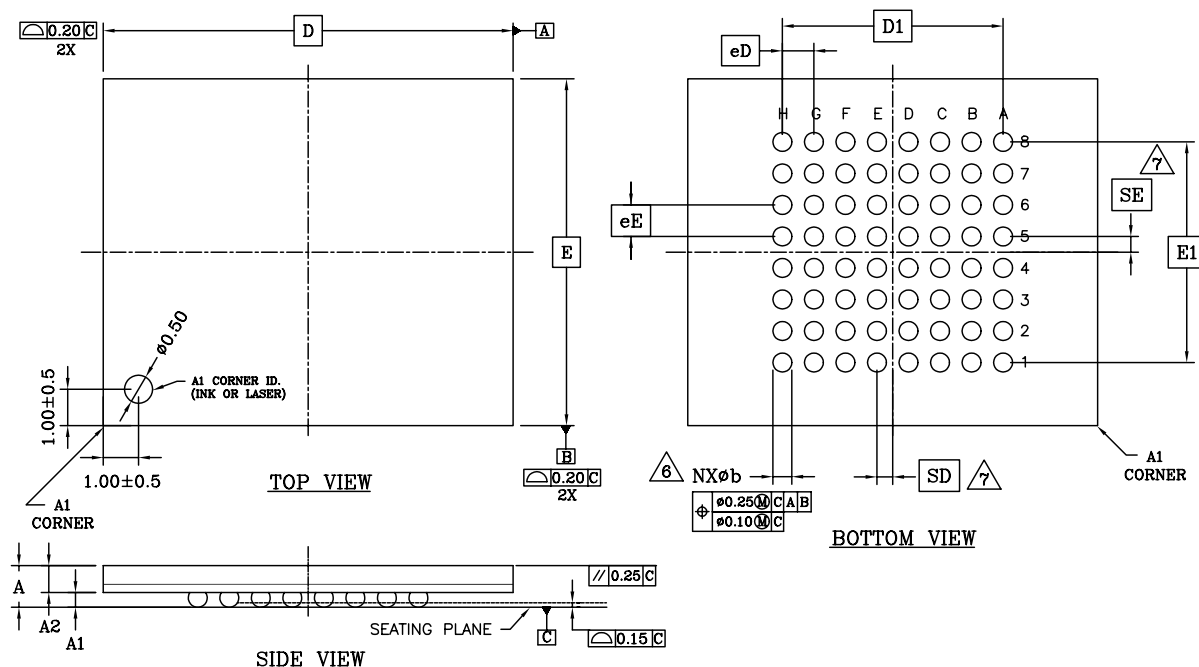 ⌓ 0.20 C
2X
D
A
E
ø0.50
A1 CORNER ID.
(INK OR LASER)
1.00±0.5
1.00±0.5
B
⌓ 0.20 C
2X
A1
CORNER
TOP VIEW
D1
eD
H G F E D C B A
8
7
6
5
4
3
2
1
7
SE
eE
E1
6 NXøb
⌖ ø0.25 Ⓜ C A B
ø0.10 Ⓜ C
SD 7
A1
CORNER
BOTTOM VIEW
A
A2
A1
// 0.25 C
SEATING PLANE
C
⌓ 0.15 C
SIDE VIEW